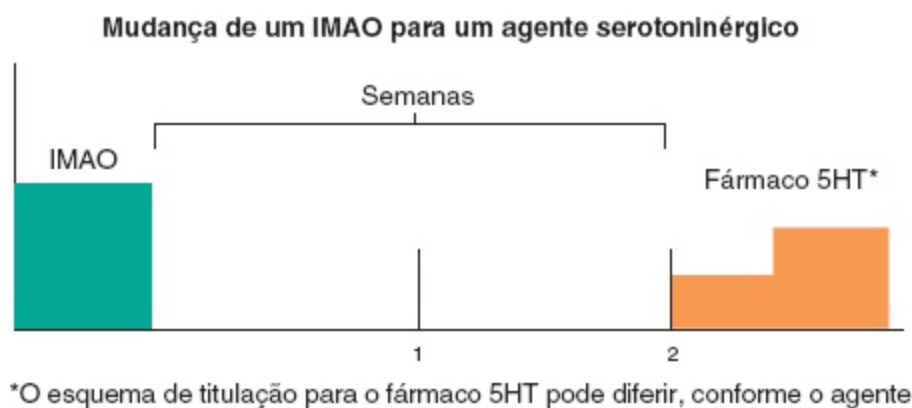 Mudança de um IMAO para um agente serotoninérgico
Semanas
IMAO
Fármaco 5HT*
1
2
*O esquema de titulação para o fármaco 5HT pode diferir, conforme o agente